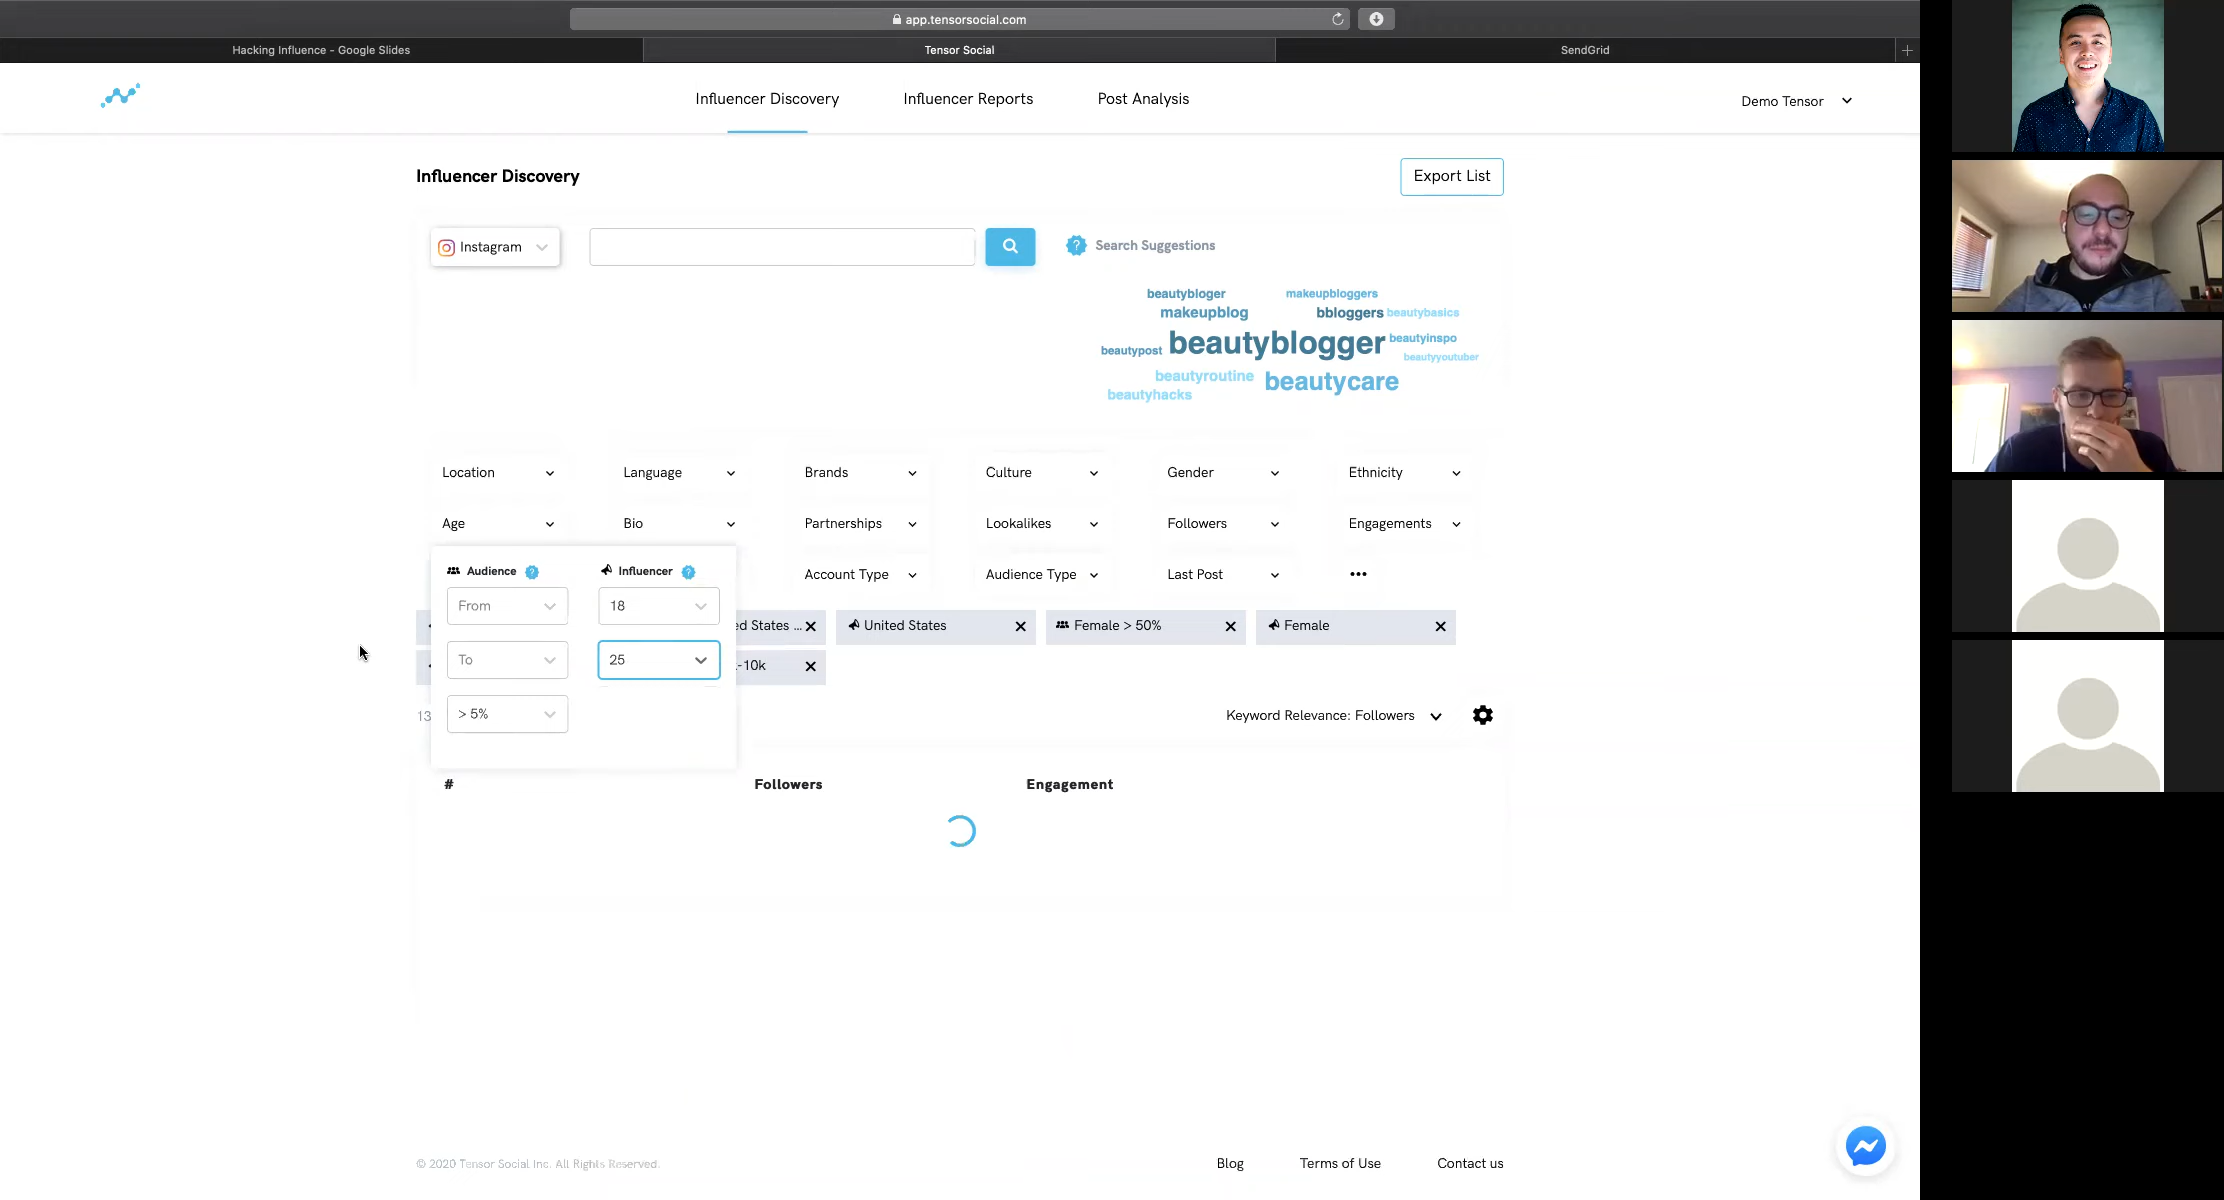 app.tensorsocial.com
Hacking Influence - Google Slides
Tensor Social
SendGrid
Influencer Discovery
Influencer Reports
Post Analysis
Demo Tensor
Influencer Discovery
Export List
Instagram
Search Suggestions
beautybloger
makeupbloggers
makeupblog
bbloggers
beautybasics
beautyblogger
beautyinspo
beautypost
beautyyoutuber
beautyroutine
beautycare
beautyhacks
Location
Language
Brands
Culture
Gender
Ethnicity
Age
Bio
Partnerships
Lookalikes
Followers
Engagements
Audience
Influencer
Account Type
Audience Type
Last Post
•••
From
18
ed States ...
United States
Female > 50%
Female
To
25
-10k
13
> 5%
Keyword Relevance: Followers
#
Followers
Engagement
© 2020 Tensor Social Inc. All Rights Reserved.
Blog
Terms of Use
Contact us